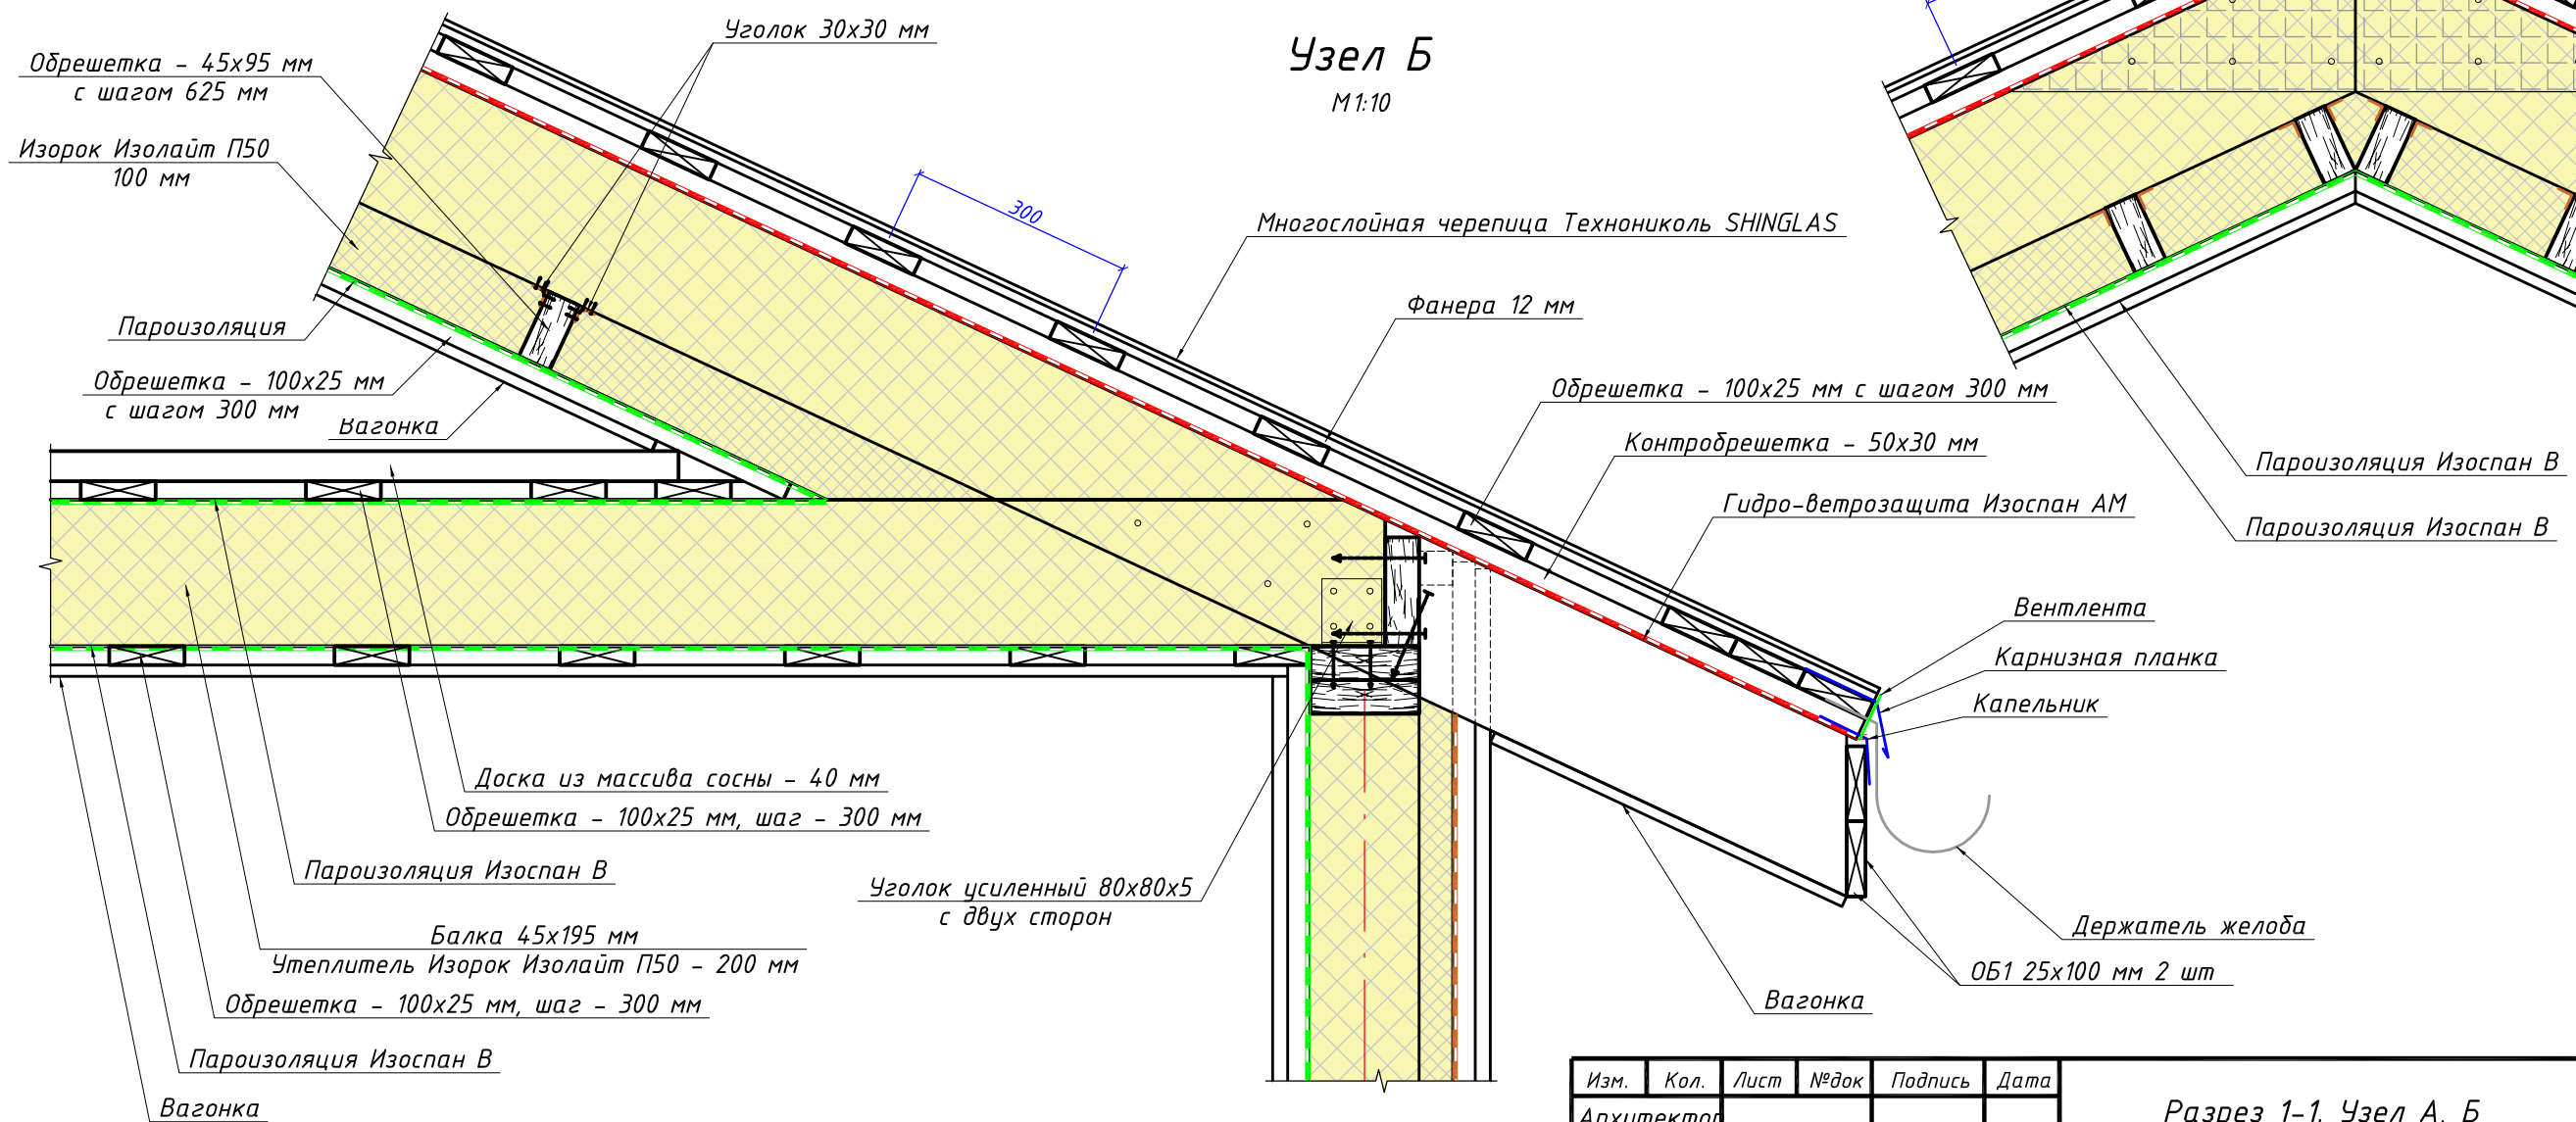 Узел Б
М1:10
Уголок 30х30 мм
Обрешетка - 45х95 мм
с шагом 625 мм
Изорок Изолайт П50
100 мм
Пароизоляция
Обрешетка - 100х25 мм
с шагом 300 мм
Вагонка
300
Многослойная черепица Технониколь SHINGLAS
Фанера 12 мм
Обрешетка - 100х25 мм с шагом 300 мм
Контробрешетка - 50х30 мм
Гидро-ветрозащита Изоспан АМ
Пароизоляция Изоспан В
Пароизоляция Изоспан В
Вентлента
Карнизная планка
Капельник
Доска из массива сосны - 40 мм
Обрешетка - 100х25 мм, шаг - 300 мм
Пароизоляция Изоспан В
Балка 45х195 мм
Утеплитель Изорок Изолайт П50 - 200 мм
Обрешетка - 100х25 мм, шаг - 300 мм
Пароизоляция Изоспан В
Вагонка
Уголок усиленный 80х80х5
с двух сторон
Держатель желоба
ОБ1 25х100 мм 2 шт
Вагонка
Изм. Кол. Лист №док Подпись Дата
Архитектор
Разрез 1-1. Узел А, Б